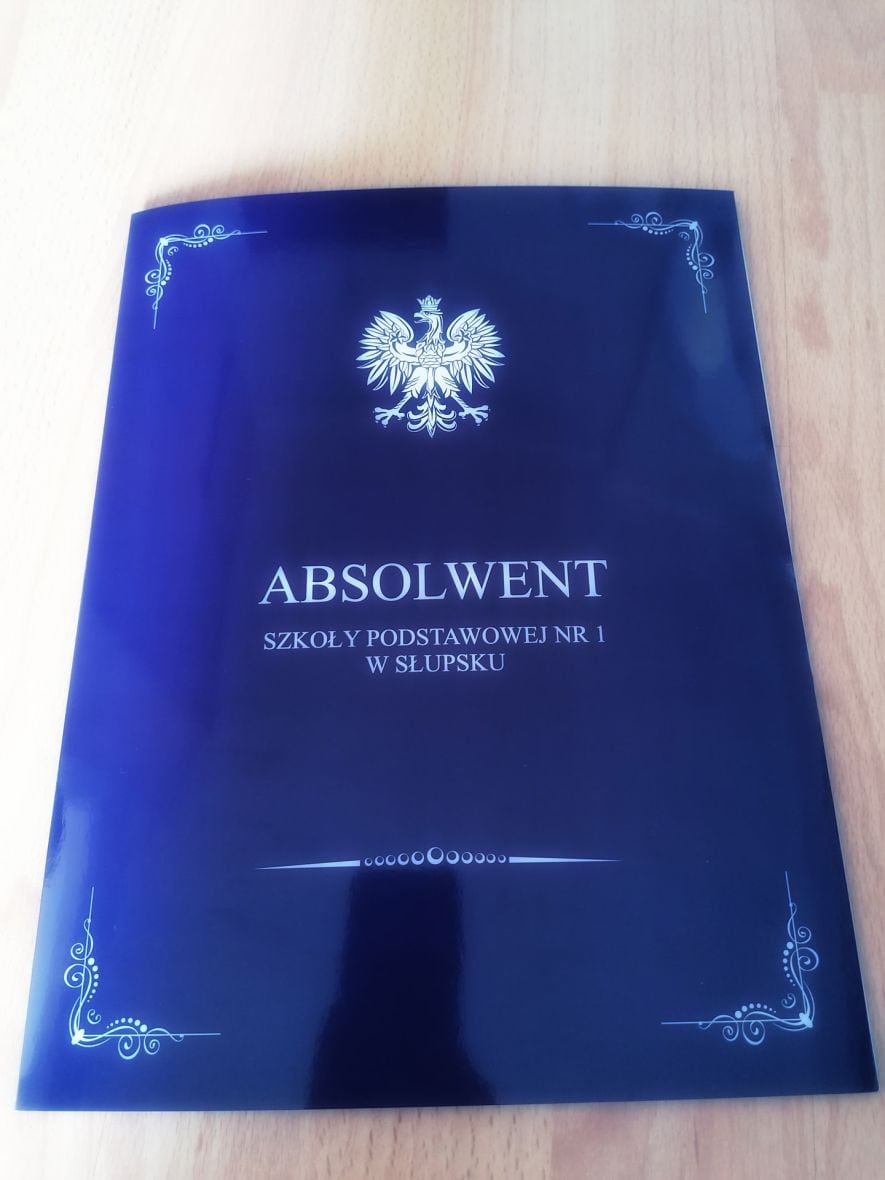 ABSOLWENT
SZKOŁY PODSTAWOWEJ NR 1
W SŁUPSKU